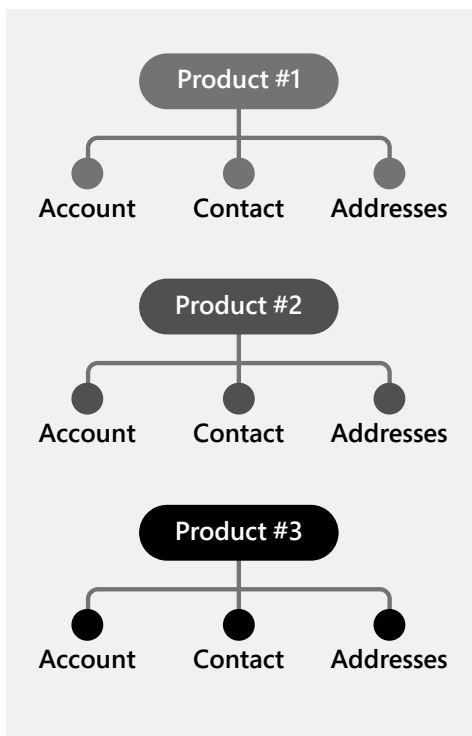 Product #1
Account Contact Addresses
Product #2
Account Contact Addresses
Product #3
Account Contact Addresses